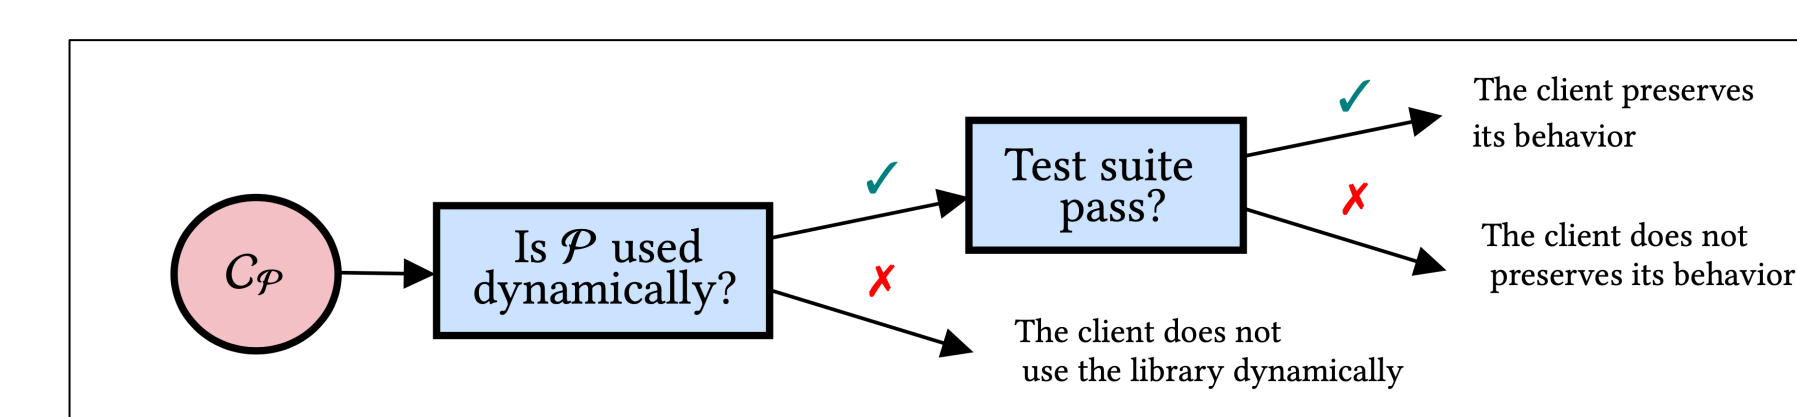 The client preserves
its behavior
✓
Test suite
pass?
✓
✗
Is 𝒫 used
dynamically?
C𝒫
The client does not
preserves its behavior
✗
The client does not
use the library dynamically